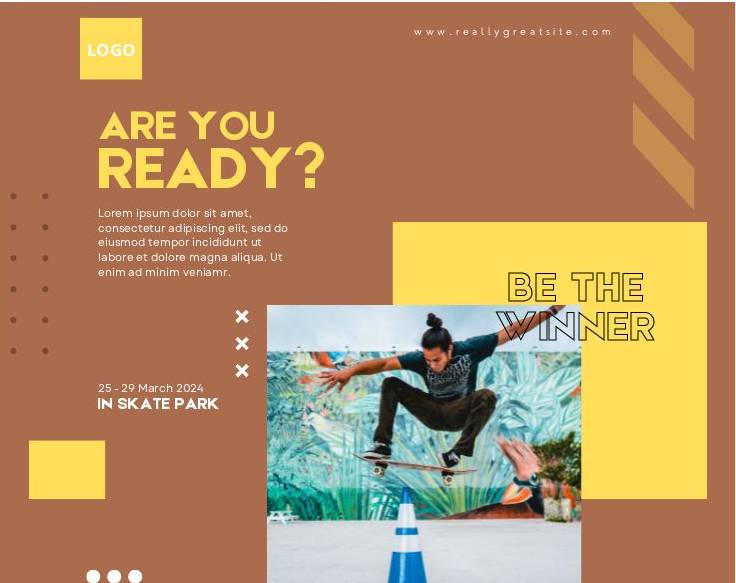 LOGO
www.reallygreatsite.com
ARE YOU
READY?
Lorem ipsum dolor sit amet,
consectetur adipiscing elit, sed do
eiusmod tempor incididunt ut
labore et dolore magna aliqua. Ut
enim ad minim veniamr.
BE THE
WINNER
25 - 29 March 2024
IN SKATE PARK